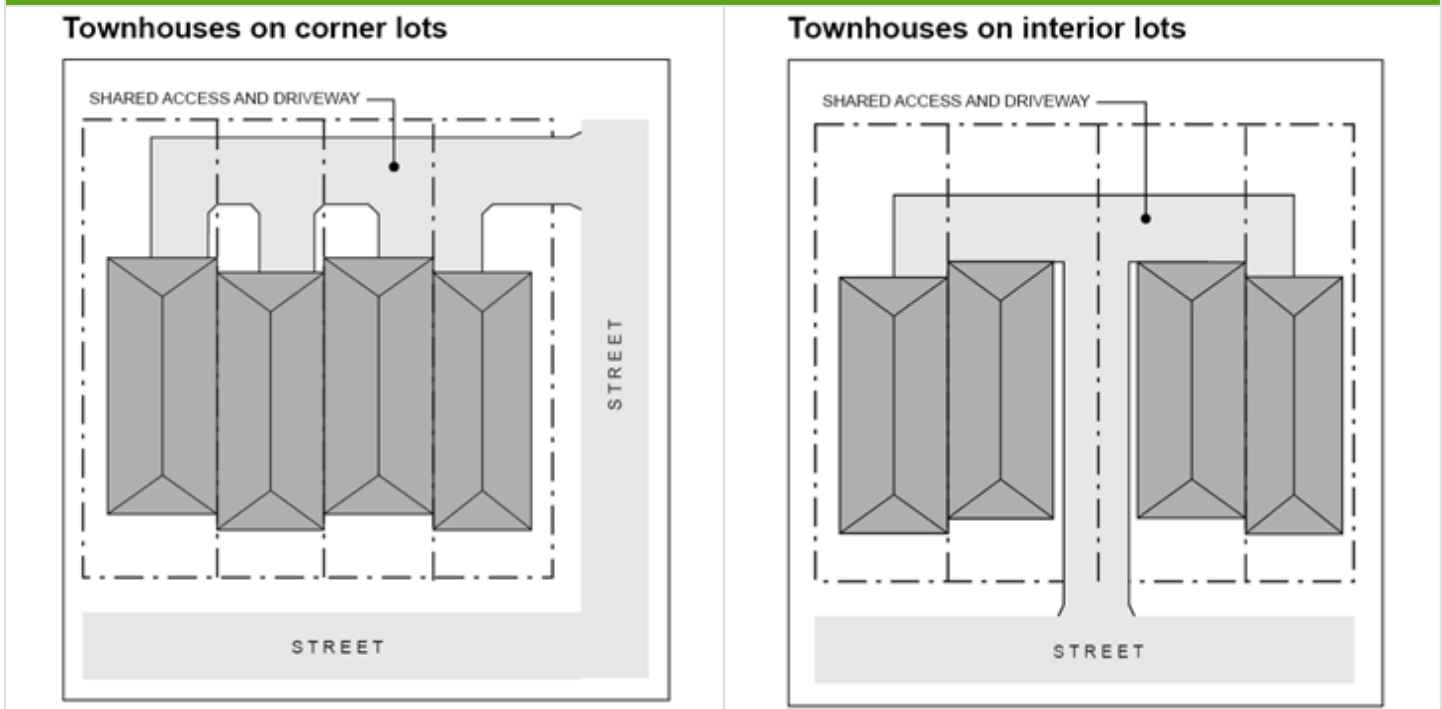 Townhouses on corner lots
SHARED ACCESS AND DRIVEWAY
STREET
STREET
Townhouses on interior lots
SHARED ACCESS AND DRIVEWAY
STREET